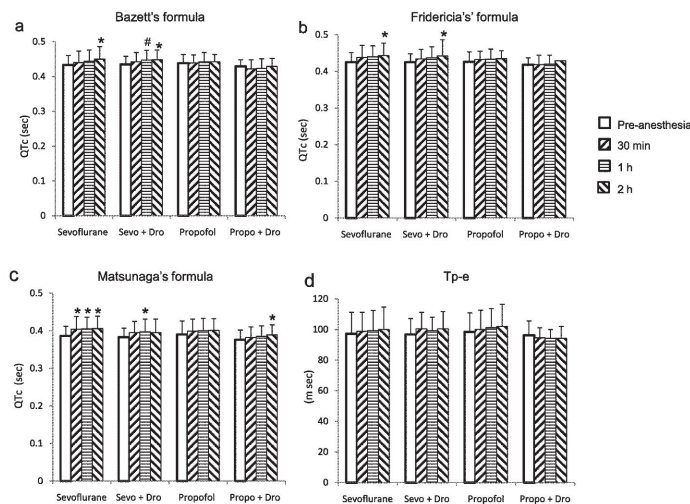 a
Bazett's formula
QTc (sec)
0.5
0.4
0.3
0.2
0.1
0
*
#
*
Sevoflurane
Sevo + Dro
Propofol
Propo + Dro
b
Fridericia's' formula
QTc (sec)
0.5
0.4
0.3
0.2
0.1
0
*
*
Sevoflurane
Sevo + Dro
Propofol
Propo + Dro
Pre-anesthesia
30 min
1 h
2 h
c
Matsunaga's formula
QTc (sec)
0.5
0.4
0.3
0.2
0.1
0
* * *
*
*
Sevoflurane
Sevo + Dro
Propofol
Propo + Dro
d
Tp-e
(m sec)
120
100
80
60
40
20
0
Sevoflurane
Sevo + Dro
Propofol
Propo + Dro